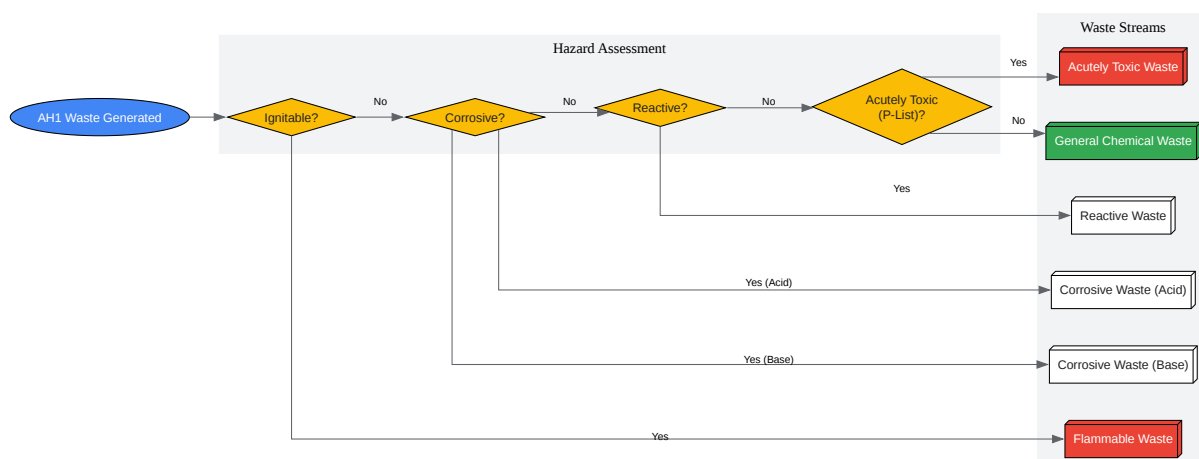 Waste Streams
Hazard Assessment
Yes
Acutely Toxic Waste
AH1 Waste Generated
Ignitable?
No
Corrosive?
No
Reactive?
No
Acutely Toxic
(P-List)?
No
General Chemical Waste
Yes
Reactive Waste
Yes (Acid)
Corrosive Waste (Acid)
Yes (Base)
Corrosive Waste (Base)
Yes
Flammable Waste